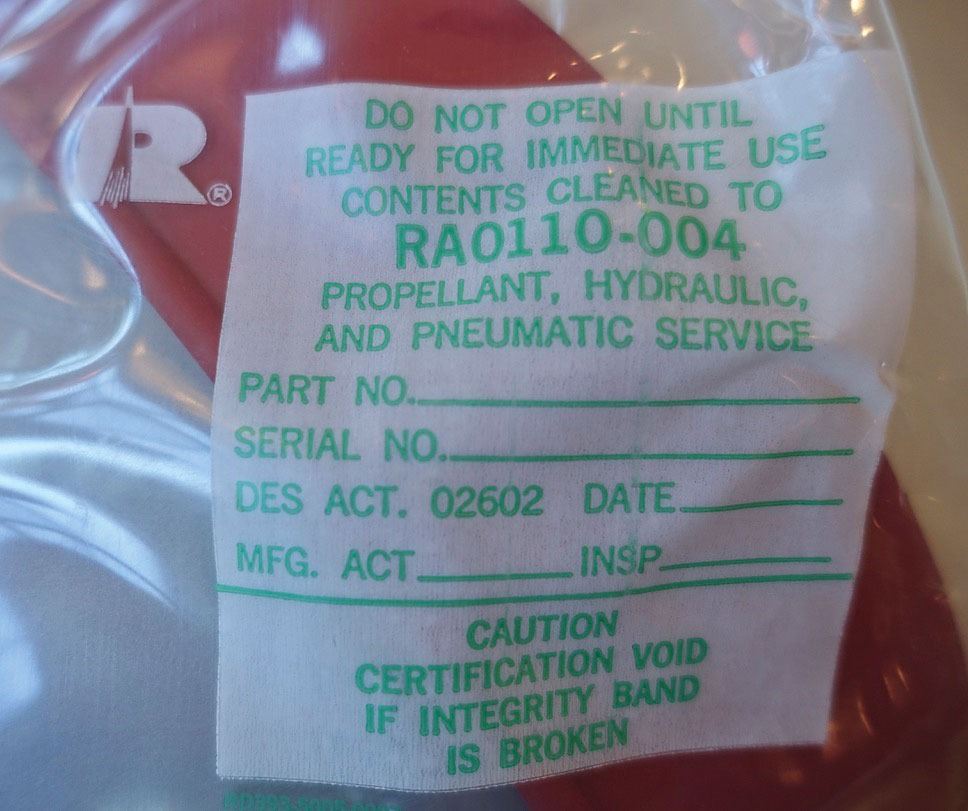 R®
DO NOT OPEN UNTIL
READY FOR IMMEDIATE USE
CONTENTS CLEANED TO
RA0110-004
PROPELLANT, HYDRAULIC,
AND PNEUMATIC SERVICE
PART NO.
SERIAL NO.
DES ACT. 02602 DATE
MFG. ACT INSP
CAUTION
CERTIFICATION VOID
IF INTEGRITY BAND
IS BROKEN